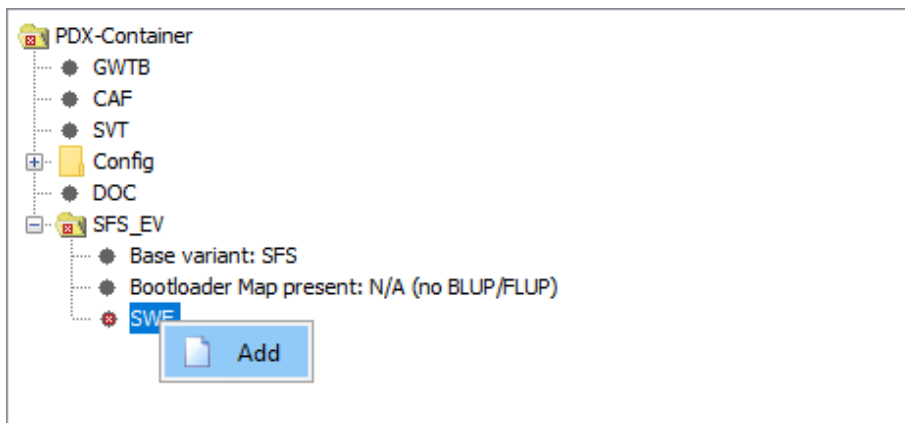 PDX-Container
GWTB
CAF
SVT
Config
DOC
SFS_EV
Base variant: SFS
Bootloader Map present: N/A (no BLUP/FLUP)
SWE
Add